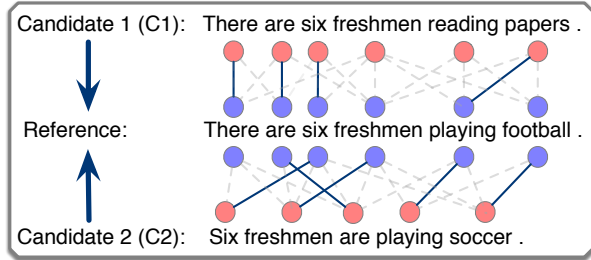 Candidate 1 (C1): There are six freshmen reading papers .
Reference: There are six freshmen playing football .
Candidate 2 (C2): Six freshmen are playing soccer .